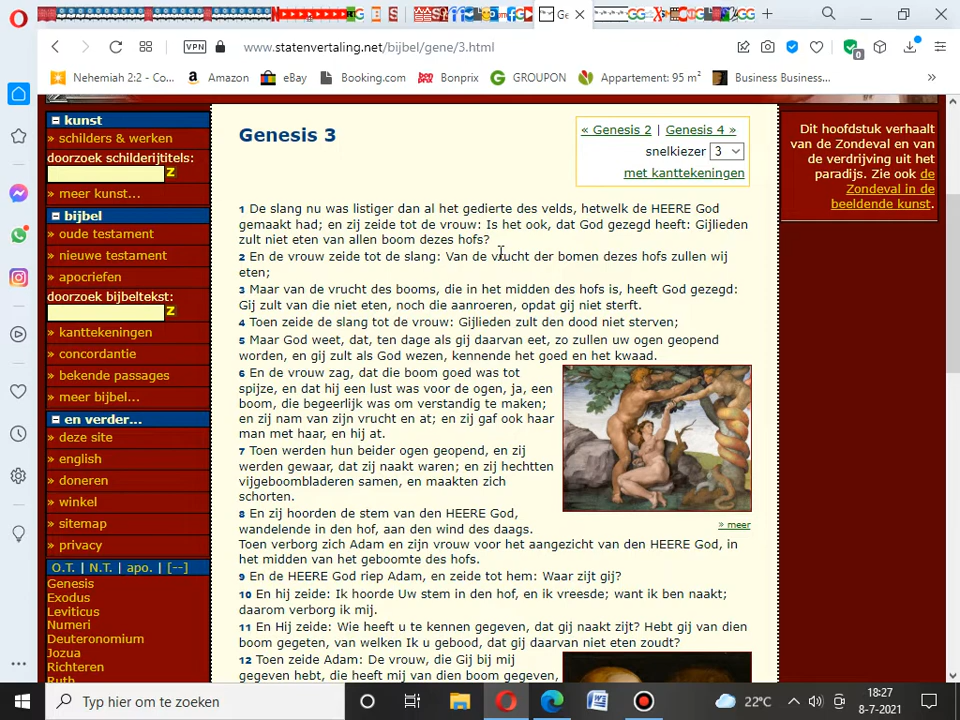 www.statenvertaling.net/bijbel/gene/3.html
VPN
0
Nehemiah 2:2 - Co...
Amazon
eBay
Booking.com
Bonprix
GROUPON
Appartement: 95 m²
Business Business...
»
kunst
» schilders & werken
doorzoek schilderijtitels:
Z
» meer kunst...
bijbel
» oude testament
» nieuwe testament
» apocriefen
doorzoek bijbeltekst:
Z
» kanttekeningen
» concordantie
» bekende passages
» meer bijbel...
en verder...
» deze site
» english
» doneren
» winkel
» sitemap
» privacy
O.T. | N.T. | apo. | [--]
Genesis
Exodus
Leviticus
Numeri
Deuteronomium
Jozua
Richteren
Ruth
Genesis 3
« Genesis 2 | Genesis 4 »
snelkiezer 3
met kanttekeningen
1 De slang nu was listiger dan al het gedierte des velds, hetwelk de HEERE God
gemaakt had; en zij zeide tot de vrouw: Is het ook, dat God gezegd heeft: Gijlieden
zult niet eten van allen boom dezes hofs?
2 En de vrouw zeide tot de slang: Van de vrucht der bomen dezes hofs zullen wij
eten;
3 Maar van de vrucht des booms, die in het midden des hofs is, heeft God gezegd:
Gij zult van die niet eten, noch die aanroeren, opdat gij niet sterft.
4 Toen zeide de slang tot de vrouw: Gijlieden zult den dood niet sterven;
5 Maar God weet, dat, ten dage als gij daarvan eet, zo zullen uw ogen geopend
worden, en gij zult als God wezen, kennende het goed en het kwaad.
6 En de vrouw zag, dat die boom goed was tot
spijze, en dat hij een lust was voor de ogen, ja, een
boom, die begeerlijk was om verstandig te maken;
en zij nam van zijn vrucht en at; en zij gaf ook haar
man met haar, en hij at.
7 Toen werden hun beider ogen geopend, en zij
werden gewaar, dat zij naakt waren; en zij hechtten
vijgeboombladeren samen, en maakten zich
schorten.
8 En zij hoorden de stem van den HEERE God,
wandelende in den hof, aan den wind des daags.
Toen verborg zich Adam en zijn vrouw voor het aangezicht van den HEERE God, in
het midden van het geboomte des hofs.
» meer
9 En de HEERE God riep Adam, en zeide tot hem: Waar zijt gij?
10 En hij zeide: Ik hoorde Uw stem in den hof, en ik vreesde; want ik ben naakt;
daarom verborg ik mij.
11 En Hij zeide: Wie heeft u te kennen gegeven, dat gij naakt zijt? Hebt gij van dien
boom gegeten, van welken Ik u gebood, dat gij daarvan niet eten zoudt?
12 Toen zeide Adam: De vrouw, die Gij bij mij
gegeven hebt, die heeft mij van dien boom gegeven,
Dit hoofdstuk verhaalt
van de Zondeval en van
de verdrijving uit het
paradijs. Zie ook de
Zondeval in de
beeldende kunst.
Typ hier om te zoeken
22°C
18:27
8-7-2021